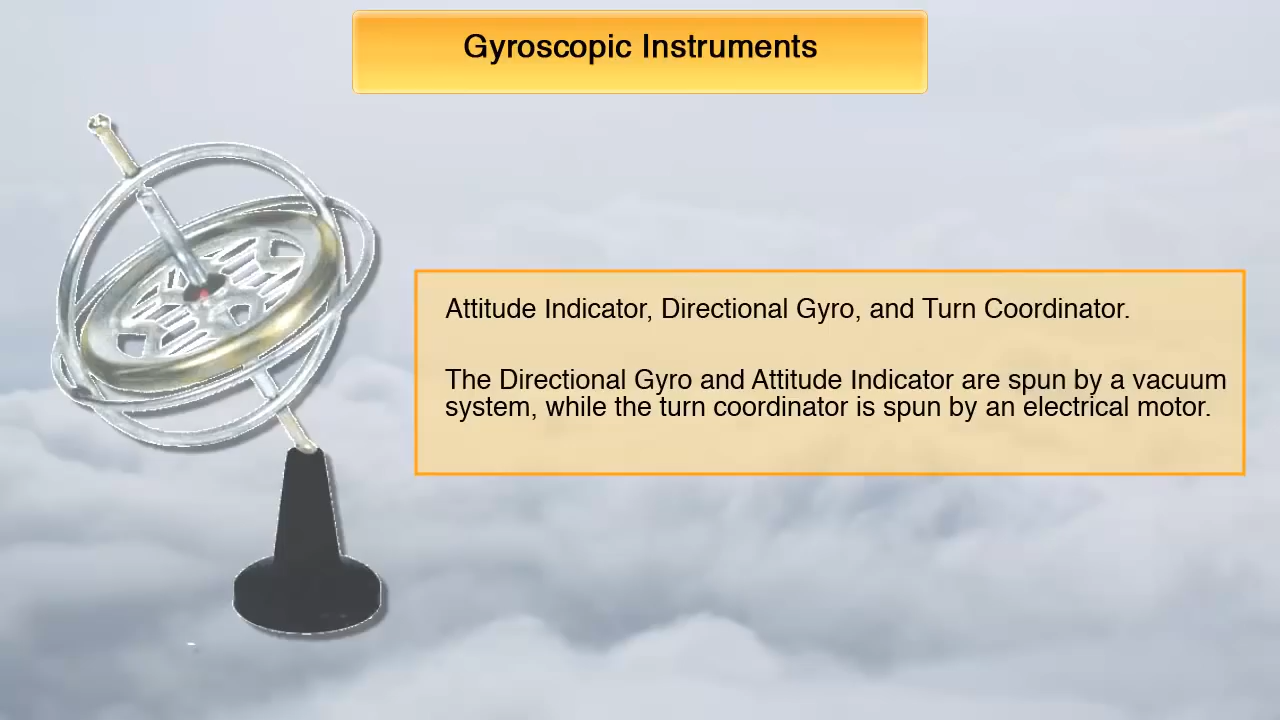 Gyroscopic Instruments
Attitude Indicator, Directional Gyro, and Turn Coordinator.
The Directional Gyro and Attitude Indicator are spun by a vacuum
system, while the turn coordinator is spun by an electrical motor.